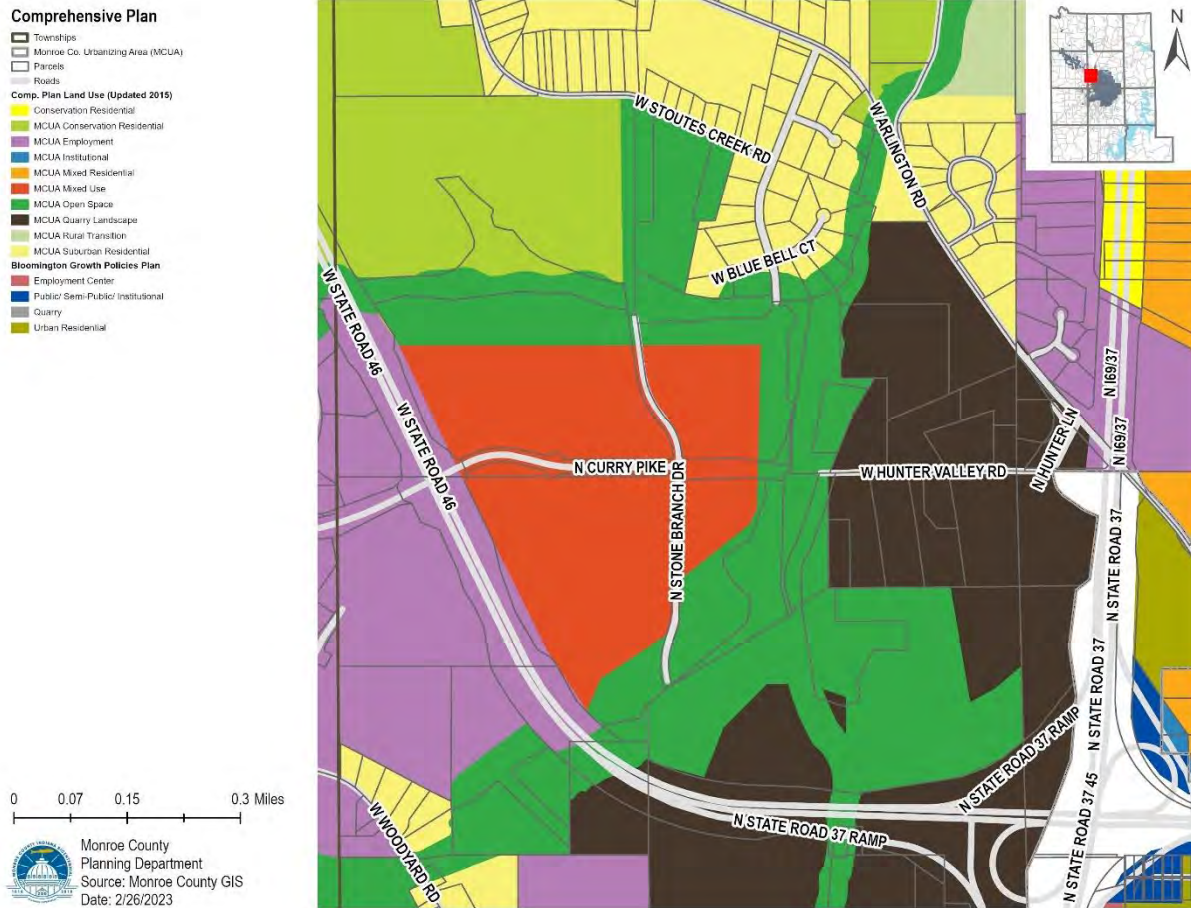 Comprehensive Plan
Townships
Monroe Co. Urbanizing Area (MCUA)
Parcels
Roads
Comp. Plan Land Use (Updated 2015)
Conservation Residential
MCUA Conservation Residential
MCUA Employment
MCUA Institutional
MCUA Mixed Residential
MCUA Mixed Use
MCUA Open Space
MCUA Quarry Landscape
MCUA Rural Transition
MCUA Suburban Residential
Bloomington Growth Policies Plan
Employment Center
Public/ Semi-Public/ Institutional
Quarry
Urban Residential
0 0.07 0.15 0.3 Miles
Monroe County
Planning Department
Source: Monroe County GIS
Date: 2/26/2023
N
W STOUTES CREEK RD
W ARLINGTON RD
W BLUE BELL CT
W STATE ROAD 46
W STATE ROAD 46
N CURRY PIKE
N STONE BRANCH DR
W HUNTER VALLEY RD
N HUNTER LN
N I69/37
N I69/37
N STATE ROAD 37
N STATE ROAD 37
N STATE ROAD 37 RAMP
N STATE ROAD 37 RAMP
N STATE ROAD 37 45
W WOODYARD RD